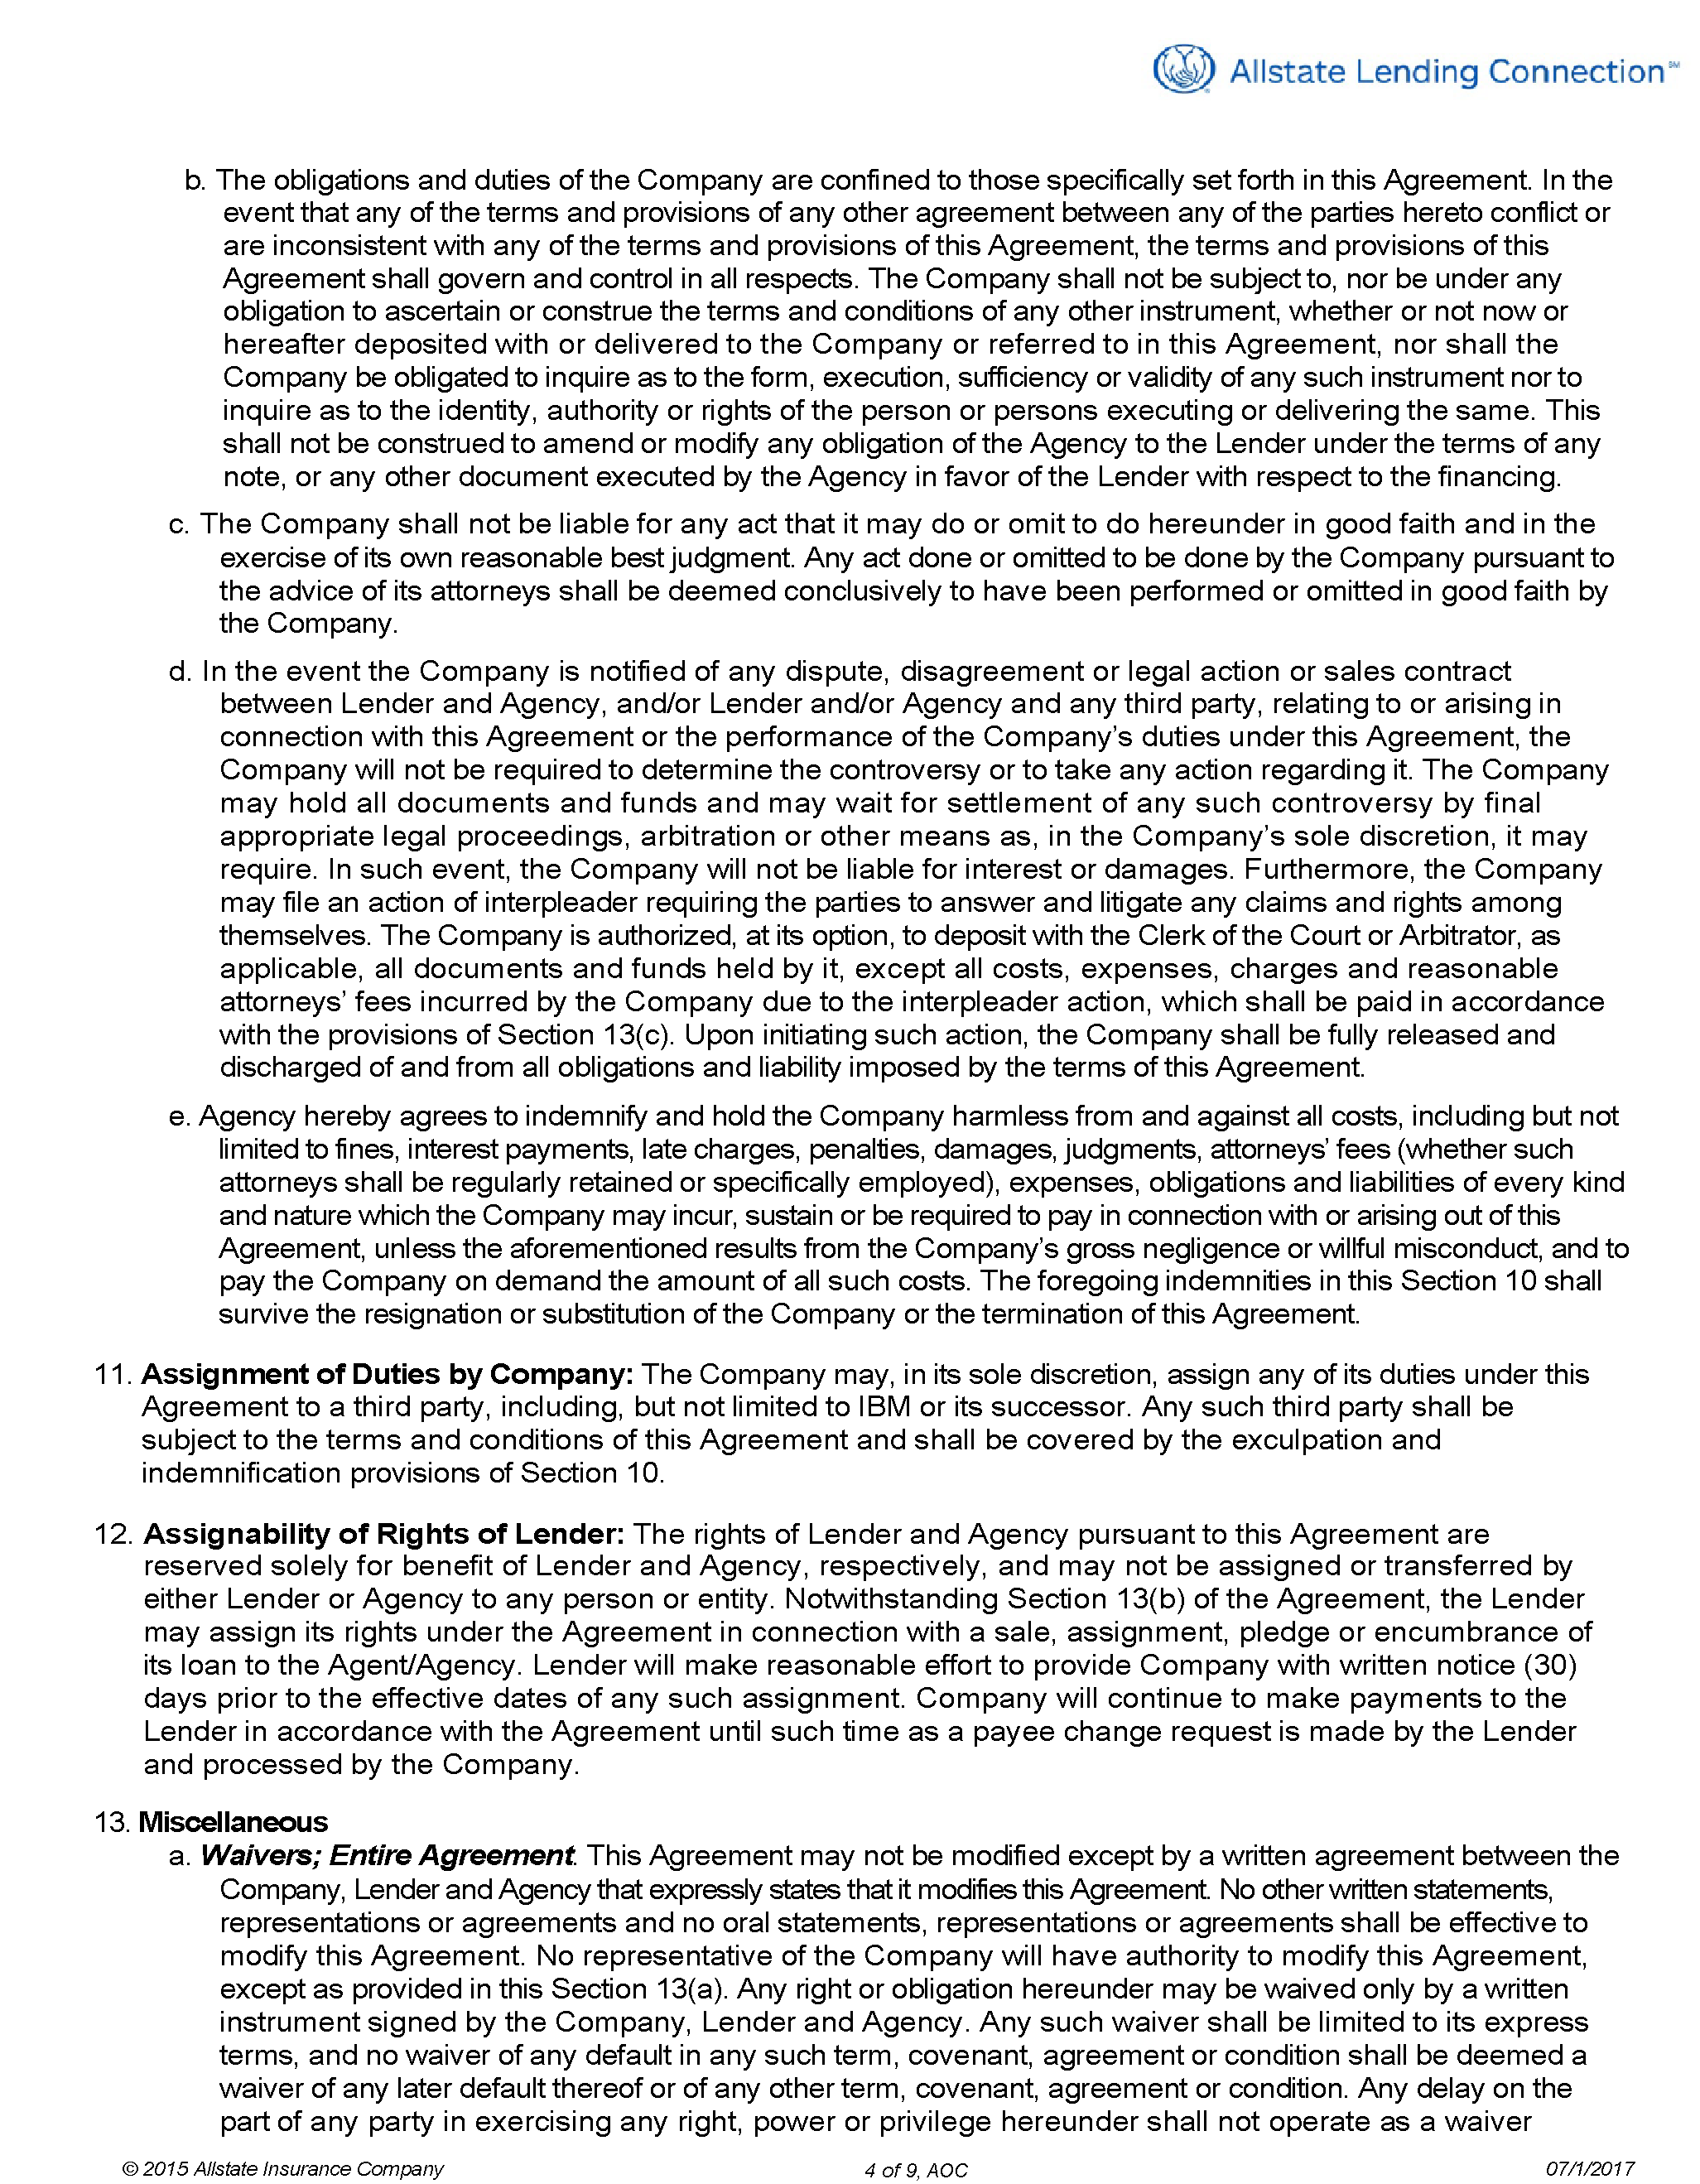 Allstate Lending Connection℠
b. The obligations and duties of the Company are confined to those specifically set forth in this Agreement. In the
event that any of the terms and provisions of any other agreement between any of the parties hereto conflict or
are inconsistent with any of the terms and provisions of this Agreement, the terms and provisions of this
Agreement shall govern and control in all respects. The Company shall not be subject to, nor be under any
obligation to ascertain or construe the terms and conditions of any other instrument, whether or not now or
hereafter deposited with or delivered to the Company or referred to in this Agreement, nor shall the
Company be obligated to inquire as to the form, execution, sufficiency or validity of any such instrument nor to
inquire as to the identity, authority or rights of the person or persons executing or delivering the same. This
shall not be construed to amend or modify any obligation of the Agency to the Lender under the terms of any
note, or any other document executed by the Agency in favor of the Lender with respect to the financing.
c. The Company shall not be liable for any act that it may do or omit to do hereunder in good faith and in the
exercise of its own reasonable best judgment. Any act done or omitted to be done by the Company pursuant to
the advice of its attorneys shall be deemed conclusively to have been performed or omitted in good faith by
the Company.
d. In the event the Company is notified of any dispute, disagreement or legal action or sales contract
between Lender and Agency, and/or Lender and/or Agency and any third party, relating to or arising in
connection with this Agreement or the performance of the Company's duties under this Agreement, the
Company will not be required to determine the controversy or to take any action regarding it. The Company
may hold all documents and funds and may wait for settlement of any such controversy by final
appropriate legal proceedings, arbitration or other means as, in the Company's sole discretion, it may
require. In such event, the Company will not be liable for interest or damages. Furthermore, the Company
may file an action of interpleader requiring the parties to answer and litigate any claims and rights among
themselves. The Company is authorized, at its option, to deposit with the Clerk of the Court or Arbitrator, as
applicable, all documents and funds held by it, except all costs, expenses, charges and reasonable
attorneys' fees incurred by the Company due to the interpleader action, which shall be paid in accordance
with the provisions of Section 13(c). Upon initiating such action, the Company shall be fully released and
discharged of and from all obligations and liability imposed by the terms of this Agreement.
e. Agency hereby agrees to indemnify and hold the Company harmless from and against all costs, including but not
limited to fines, interest payments, late charges, penalties, damages, judgments, attorneys' fees (whether such
attorneys shall be regularly retained or specifically employed), expenses, obligations and liabilities of every kind
and nature which the Company may incur, sustain or be required to pay in connection with or arising out of this
Agreement, unless the aforementioned results from the Company's gross negligence or willful misconduct, and to
pay the Company on demand the amount of all such costs. The foregoing indemnities in this Section 10 shall
survive the resignation or substitution of the Company or the termination of this Agreement.
11. Assignment of Duties by Company: The Company may, in its sole discretion, assign any of its duties under this
Agreement to a third party, including, but not limited to IBM or its successor. Any such third party shall be
subject to the terms and conditions of this Agreement and shall be covered by the exculpation and
indemnification provisions of Section 10.
12. Assignability of Rights of Lender: The rights of Lender and Agency pursuant to this Agreement are
reserved solely for benefit of Lender and Agency, respectively, and may not be assigned or transferred by
either Lender or Agency to any person or entity. Notwithstanding Section 13(b) of the Agreement, the Lender
may assign its rights under the Agreement in connection with a sale, assignment, pledge or encumbrance of
its loan to the Agent/Agency. Lender will make reasonable effort to provide Company with written notice (30)
days prior to the effective dates of any such assignment. Company will continue to make payments to the
Lender in accordance with the Agreement until such time as a payee change request is made by the Lender
and processed by the Company.
13. Miscellaneous
a. Waivers; Entire Agreement. This Agreement may not be modified except by a written agreement between the
Company, Lender and Agency that expressly states that it modifies this Agreement. No other written statements,
representations or agreements and no oral statements, representations or agreements shall be effective to
modify this Agreement. No representative of the Company will have authority to modify this Agreement,
except as provided in this Section 13(a). Any right or obligation hereunder may be waived only by a written
instrument signed by the Company, Lender and Agency. Any such waiver shall be limited to its express
terms, and no waiver of any default in any such term, covenant, agreement or condition shall be deemed a
waiver of any later default thereof or of any other term, covenant, agreement or condition. Any delay on the
part of any party in exercising any right, power or privilege hereunder shall not operate as a waiver
© 2015 Allstate Insurance Company 4 of 9, AOC 07/1/2017